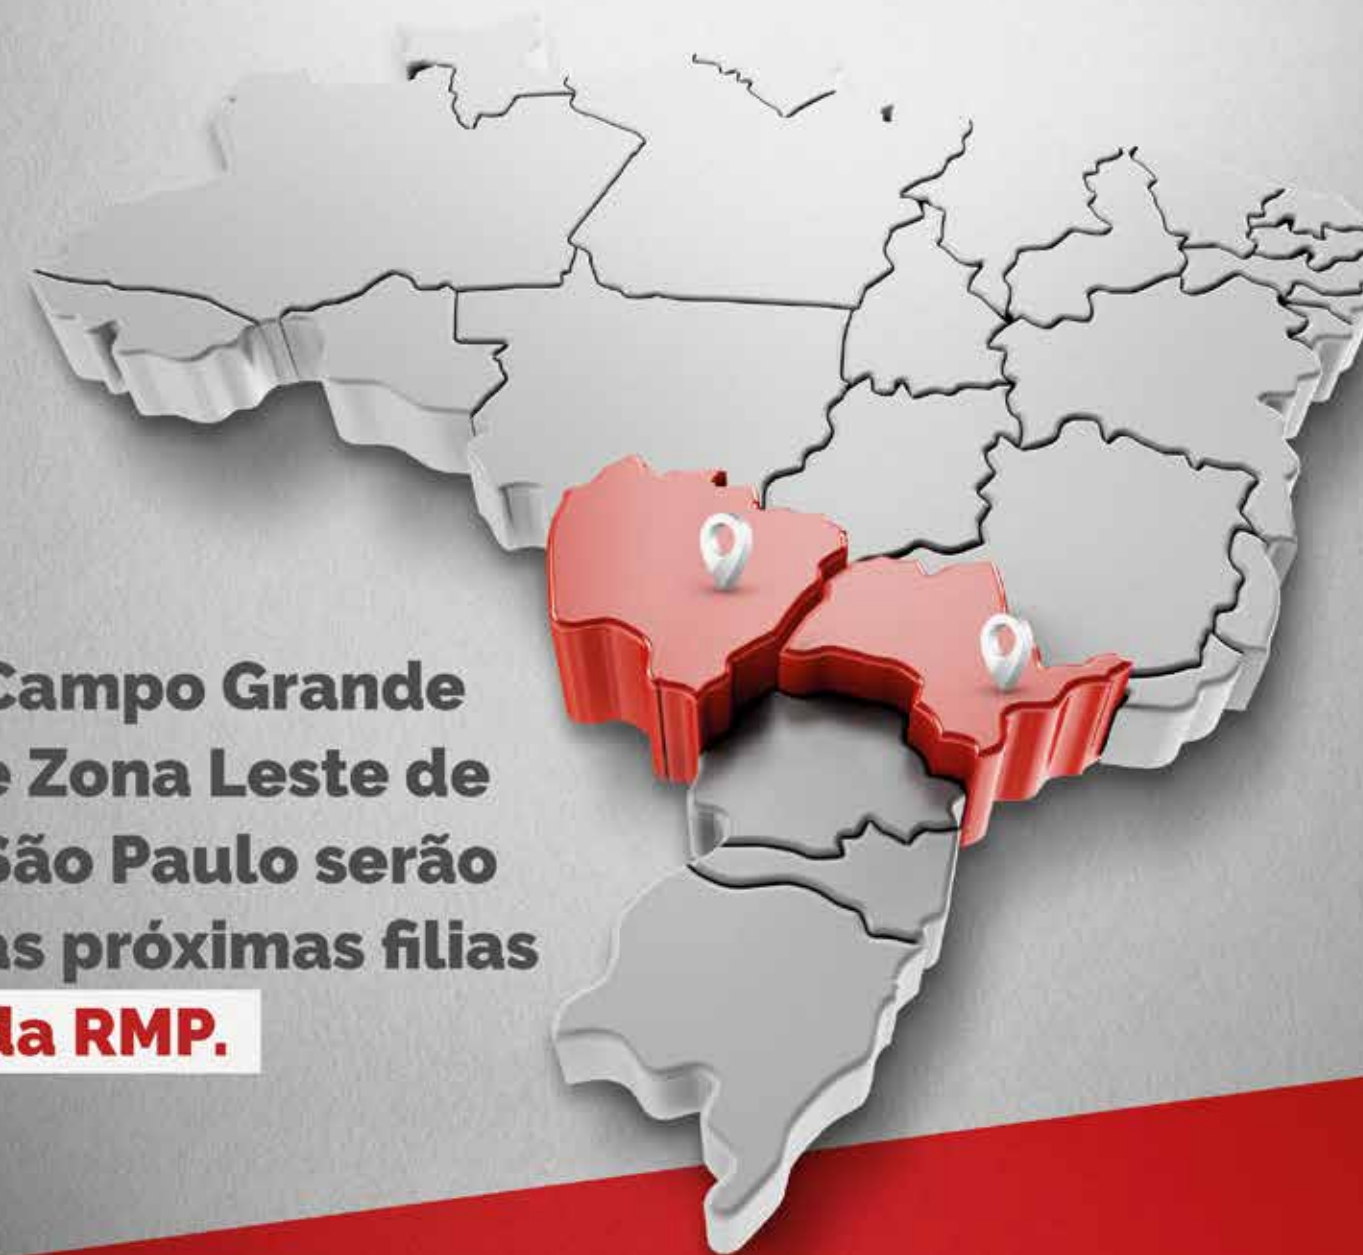 Campo Grande
e Zona Leste de
São Paulo serão
as próximas filias
da RMP.